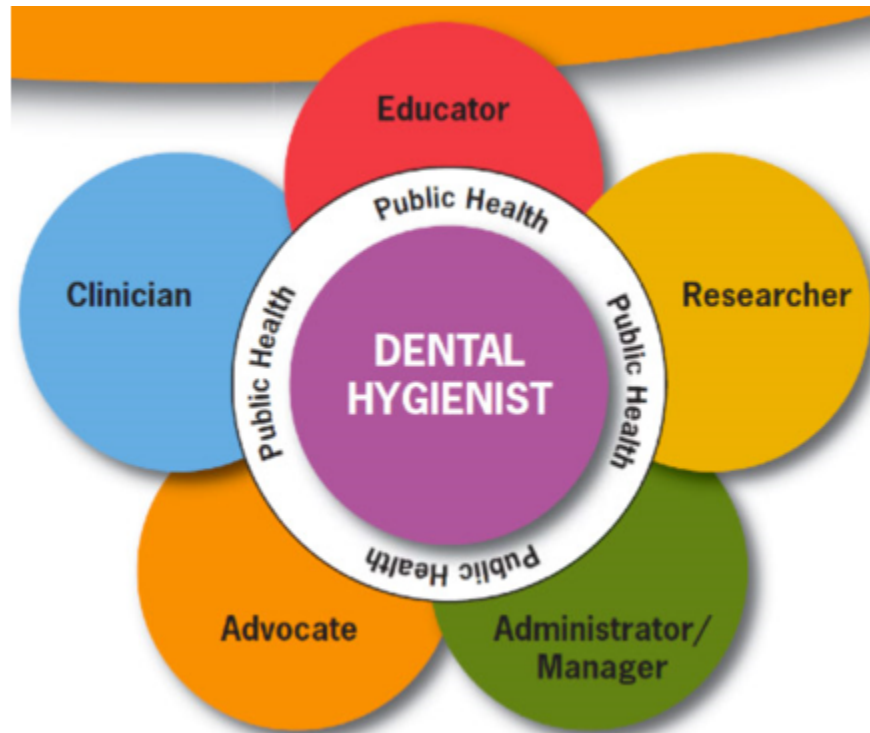 Educator
Public Health
Clinician
Public Health
DENTAL
HYGIENIST
Public Health
Researcher
Public Health
Advocate
Administrator/
Manager